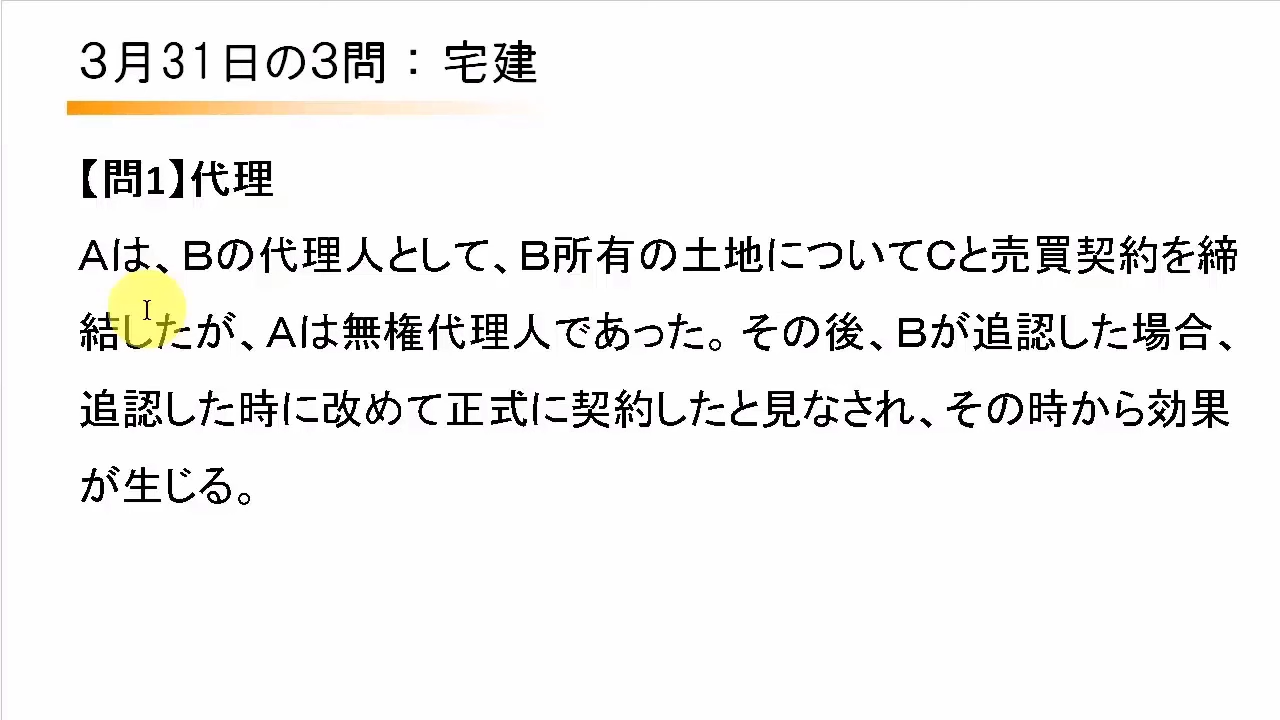 ３月31日の３問：宅建
【問1】代理
Ａは、Ｂの代理人として、Ｂ所有の土地についてＣと売買契約を締
結したが、Ａは無権代理人であった。その後、Ｂが追認した場合、
追認した時に改めて正式に契約したと見なされ、その時から効果
が生じる。